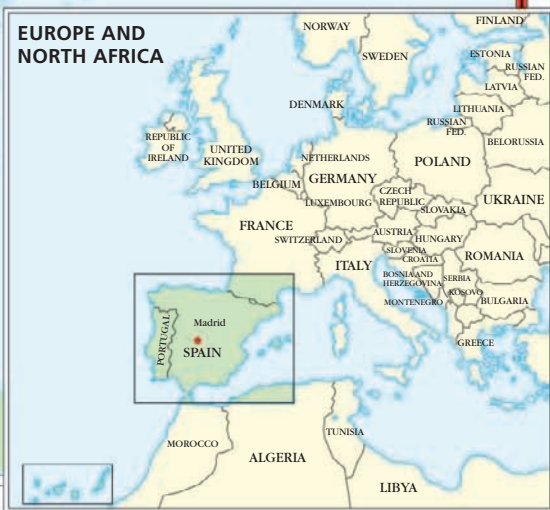 EUROPE AND
NORTH AFRICA
NORWAY
FINLAND
SWEDEN
ESTONIA
RUSSIAN
FED.
LATVIA
DENMARK
LITHUANIA
RUSSIAN
FED.
BELORUSSIA
REPUBLIC
OF
IRELAND
UNITED
KINGDOM
NETHERLANDS
POLAND
GERMANY
BELGIUM
LUXEMBOURG
CZECH
REPUBLIC
SLOVAKIA
UKRAINE
FRANCE
SWITZERLAND
AUSTRIA
HUNGARY
SLOVENIA
CROATIA
ROMANIA
ITALY
BOSNIA AND
HERZEGOVINA
SERBIA
KOSOVO
MONTENEGRO
BULGARIA
GREECE
PORTUGAL
Madrid
SPAIN
MOROCCO
ALGERIA
TUNISIA
LIBYA